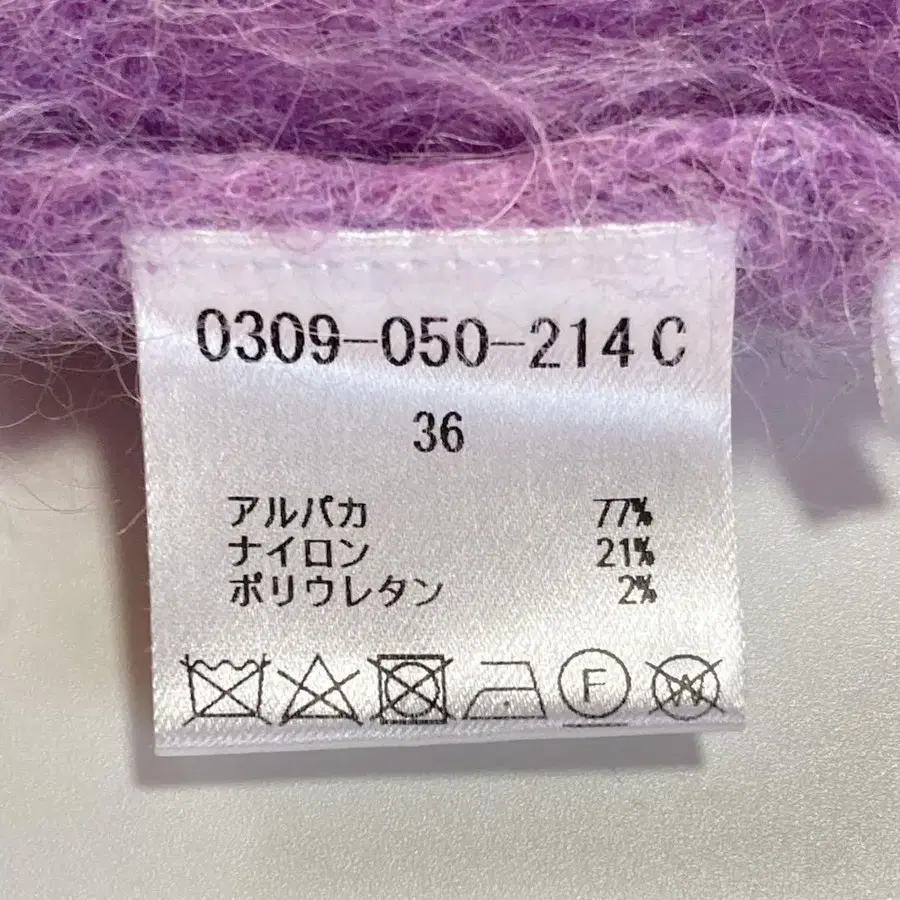 0309-050-214 C
36
アルパカ 77%
ナイロン 21%
ポリウレタン 2%
F W